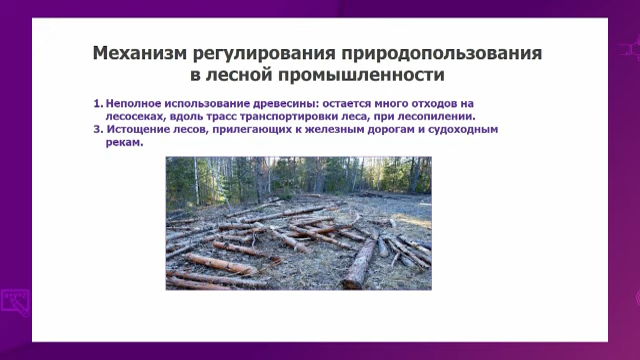 Механизм регулирования природопользования
в лесной промышленности
1. Неполное использование древесины: остается много отходов на
лесосеках, вдоль трасс транспортировки леса, при лесопилении.
3. Истощение лесов, прилегающих к железным дорогам и судоходным
рекам.